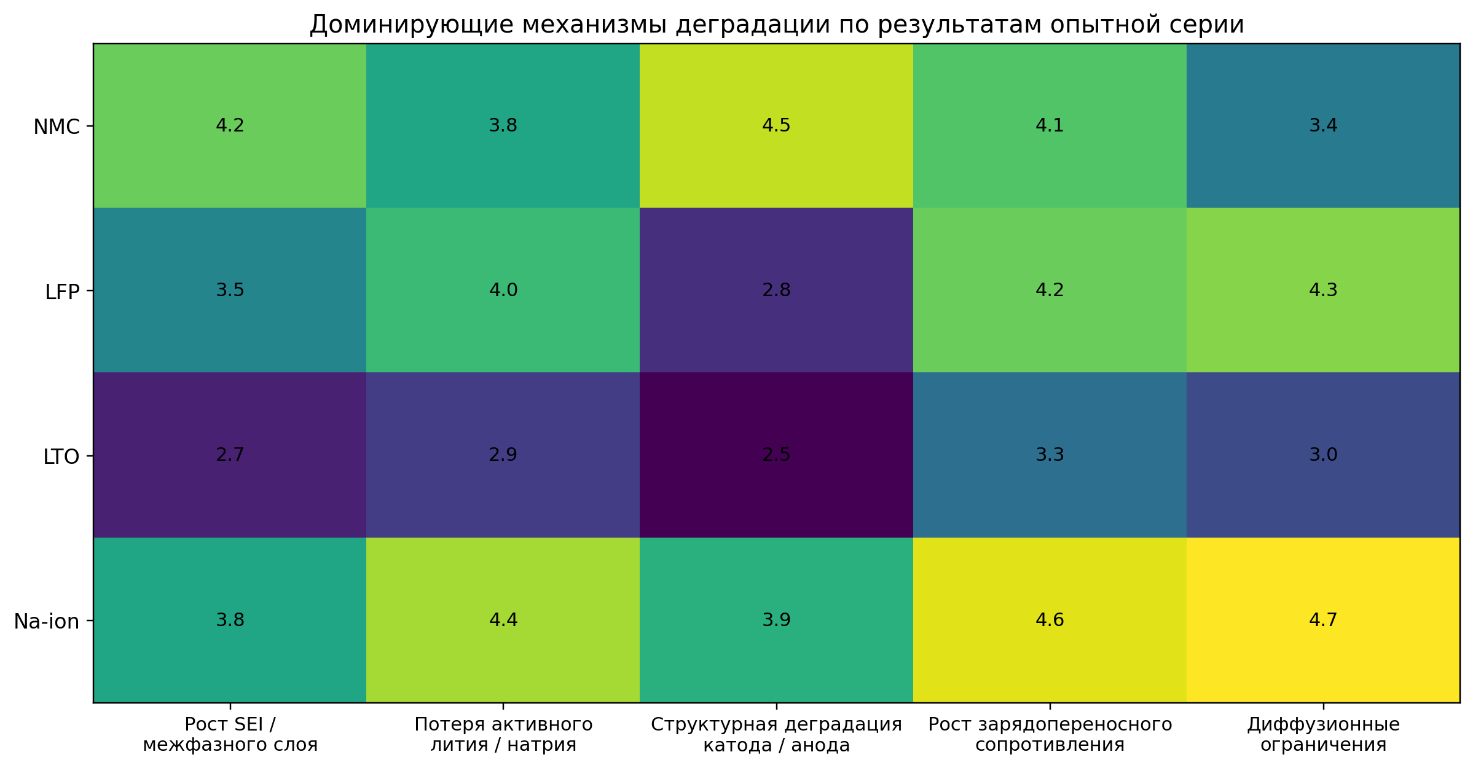 Доминирующие механизмы деградации по результатам опытной серии
NMC 4.2 3.8 4.5 4.1 3.4
LFP 3.5 4.0 2.8 4.2 4.3
LTO 2.7 2.9 2.5 3.3 3.0
Na-ion 3.8 4.4 3.9 4.6 4.7
Рост SEI /
межфазного слоя
Потеря активного
лития / натрия
Структурная деградация
катода / анода
Рост зарядопереносного
сопротивления
Диффузионные
ограничения